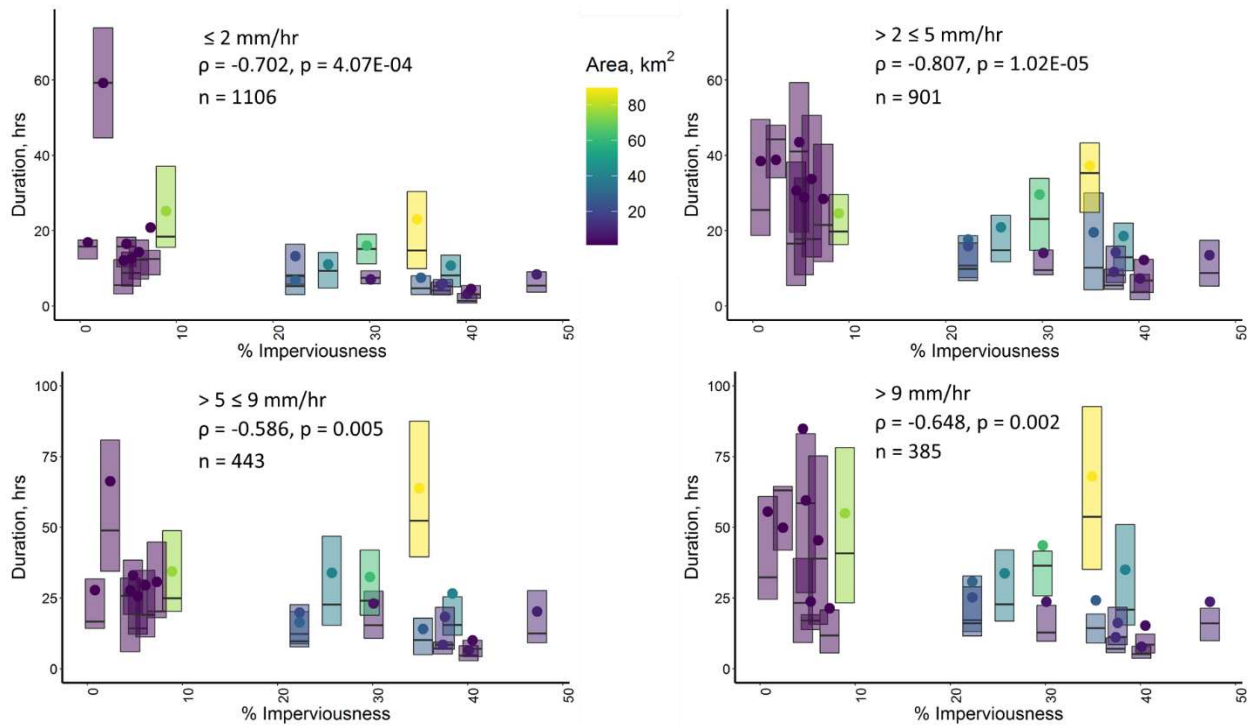 ≤ 2 mm/hr
ρ = -0.702, p = 4.07E-04
n = 1106
Duration, hrs
60
40
20
0
0
10
20
30
40
50
% Imperviousness
Area, km²
80
60
40
20
> 2 ≤ 5 mm/hr
ρ = -0.807, p = 1.02E-05
n = 901
Duration, hrs
60
40
20
0
0
10
20
30
40
50
% Imperviousness
> 5 ≤ 9 mm/hr
ρ = -0.586, p = 0.005
n = 443
Duration, hrs
100
75
50
25
0
0
10
20
30
40
50
% Imperviousness
> 9 mm/hr
ρ = -0.648, p = 0.002
n = 385
Duration, hrs
100
75
50
25
0
0
10
20
30
40
50
% Imperviousness